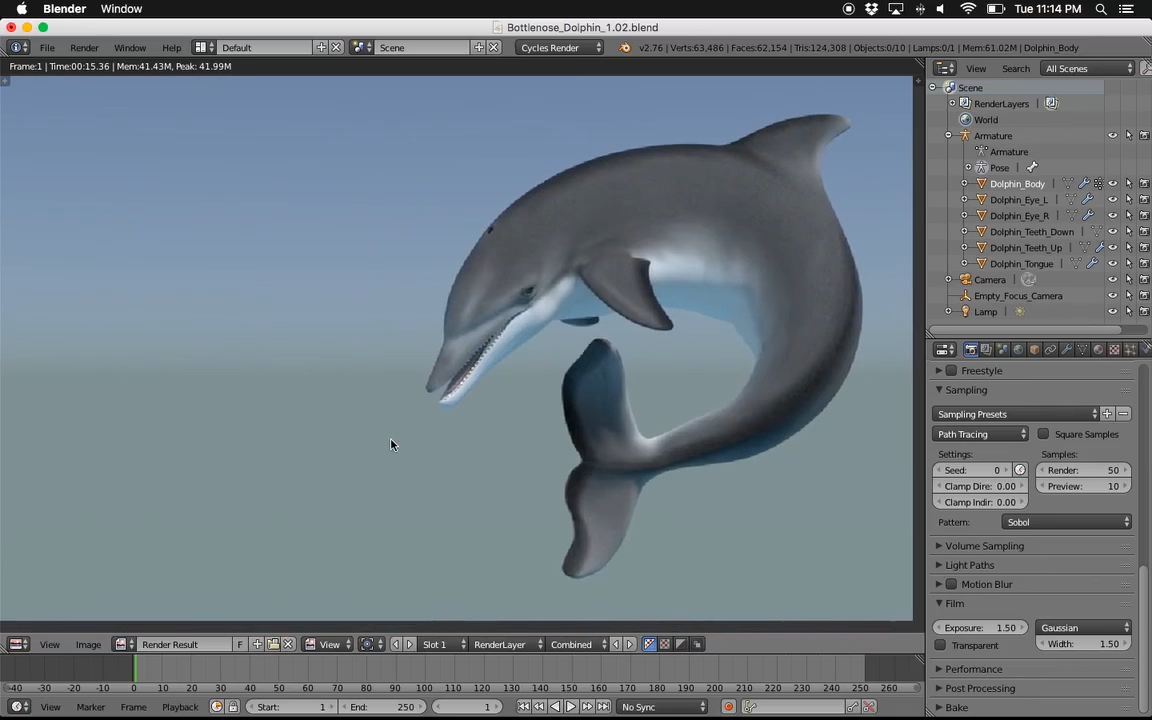 Blender Window Tue 11:14 PM
Bottlenose_Dolphin_1.02.blend
File Render Window Help Default Scene Cycles Render v2.76 | Verts:63,486 | Faces:62,154 | Tris:124,308 | Objects:0/10 | Lamps:0/1 | Mem:61.02M | Dolphin_Body
Frame:1 | Time:00:15.36 | Mem:41.43M, Peak: 41.99M
View Search All Scenes
Scene
RenderLayers
World
Armature
Armature
Pose
Dolphin_Body
Dolphin_Eye_L
Dolphin_Eye_R
Dolphin_Teeth_Down
Dolphin_Teeth_Up
Dolphin_Tongue
Camera
Empty_Focus_Camera
Lamp
Freestyle
Sampling
Sampling Presets
Path Tracing Square Samples
Settings: Samples:
Seed: 0 Render: 50
Clamp Dire: 0.00 Preview: 10
Clamp Indir: 0.00
Pattern: Sobol
Volume Sampling
Light Paths
Motion Blur
Film
Exposure: 1.50 Gaussian
Transparent Width: 1.50
Performance
Post Processing
Bake
View Image Render Result F View Slot 1 RenderLayer Combined
-40 -30 -20 -10 0 10 20 30 40 50 60 70 80 90 100 110 120 130 140 150 160 170 180 190 200 210 220 230 240 250 260
View Marker Frame Playback Start: 1 End: 250 1 No Sync